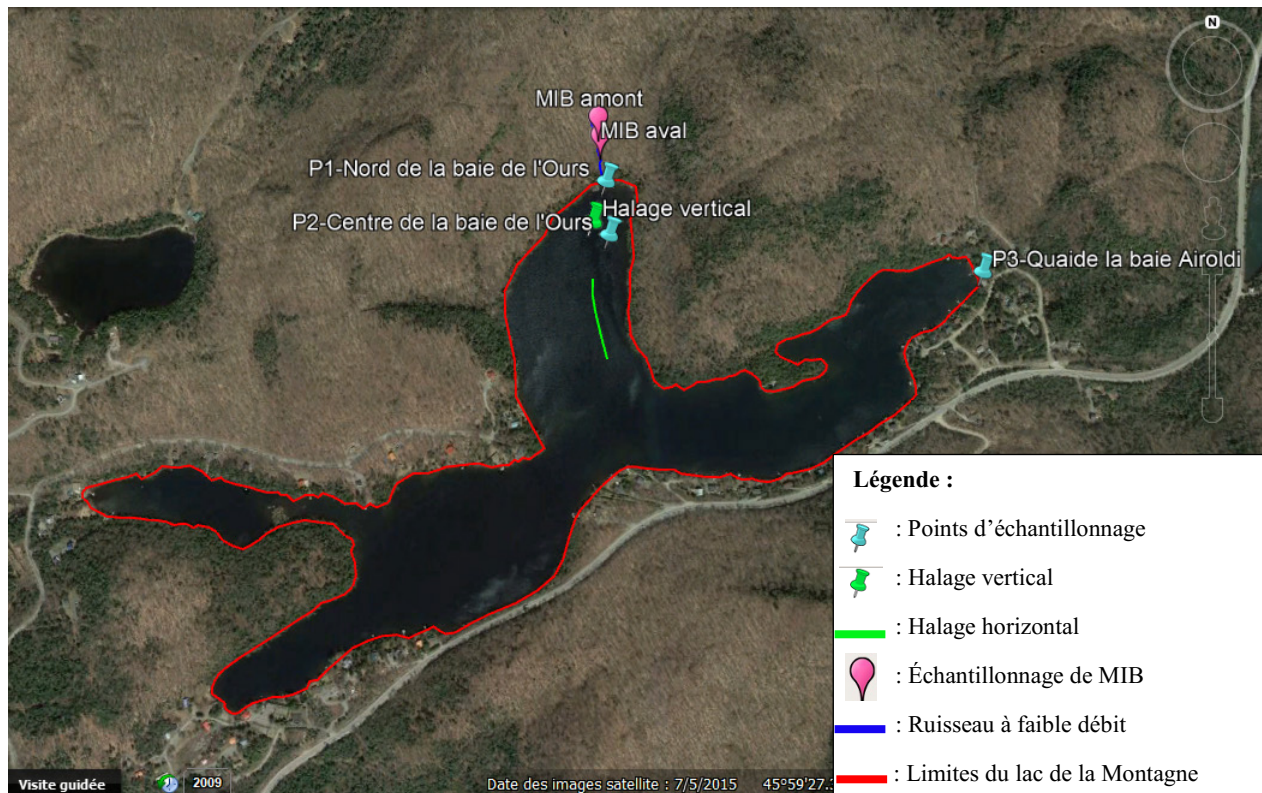 N
MIB amont
MIB aval
P1-Nord de la baie de l'Ours
Halage vertical
P2-Centre de la baie de l'Ours
P3-Quaide la baie Airoldi
Légende :
: Points d'échantillonnage
: Halage vertical
: Halage horizontal
: Échantillonnage de MIB
: Ruisseau à faible débit
: Limites du lac de la Montagne
Visite guidée
2009
Date des images satellite : 7/5/2015 45°59'27.